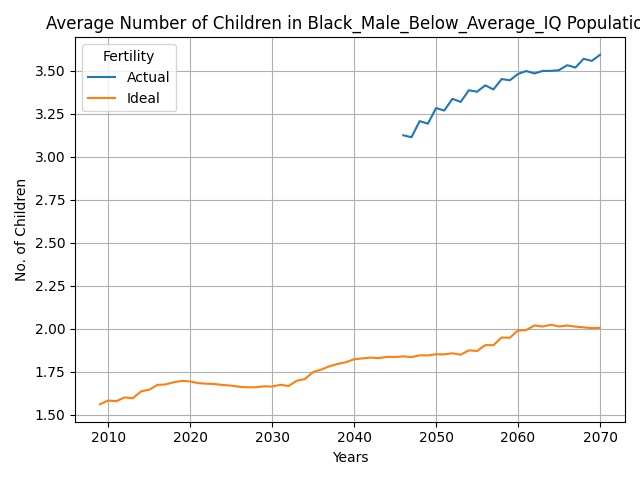 Average Number of Children in Black_Male_Below_Average_IQ Populatio
Fertility
Actual
Ideal
3.50
3.25
3.00
2.75
2.50
2.25
2.00
1.75
1.50
No. of Children
2010 2020 2030 2040 2050 2060 2070
Years